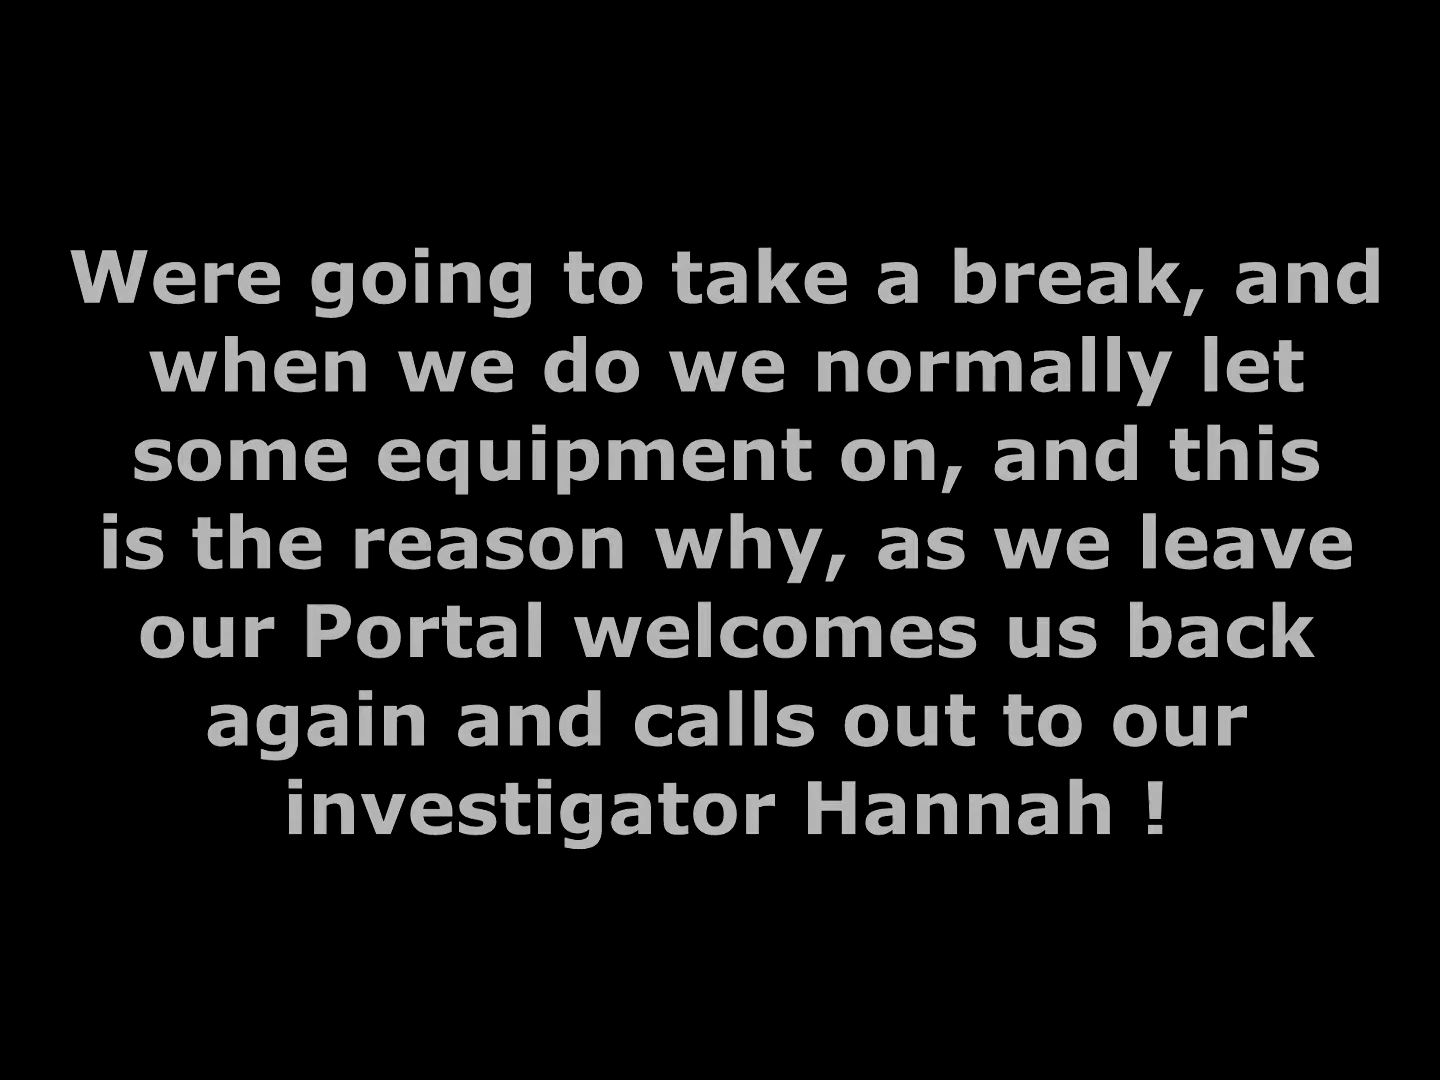 Were going to take a break, and
when we do we normally let
some equipment on, and this
is the reason why, as we leave
our Portal welcomes us back
again and calls out to our
investigator Hannah !